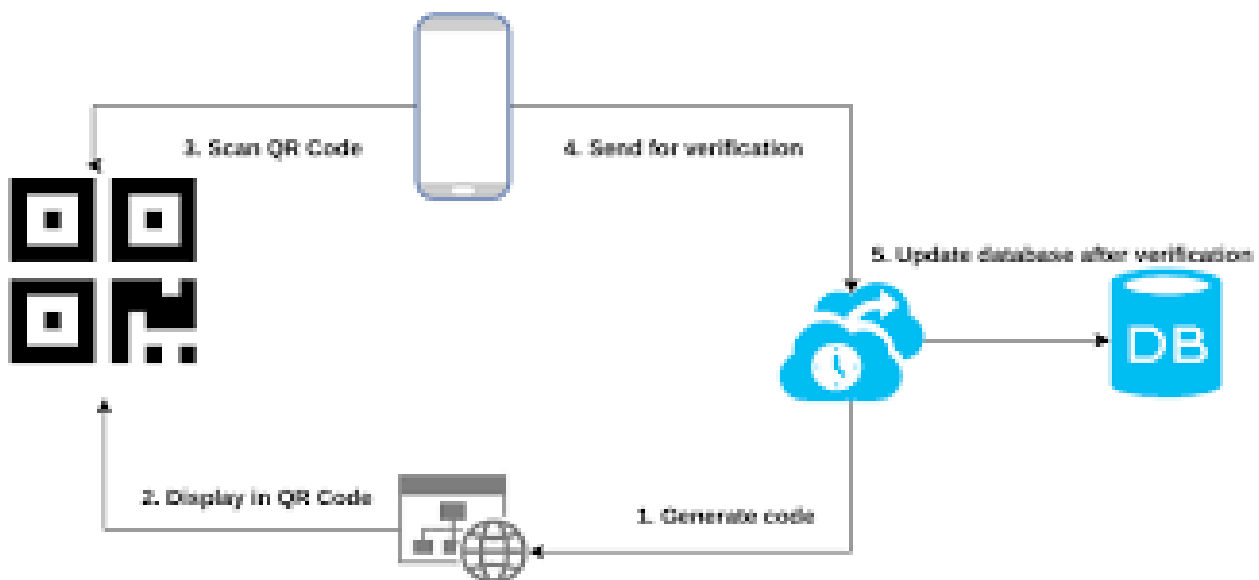 3. Scan QR Code
4. Send for verification
5. Update database after verification
DB
2. Display in QR Code
1. Generate code